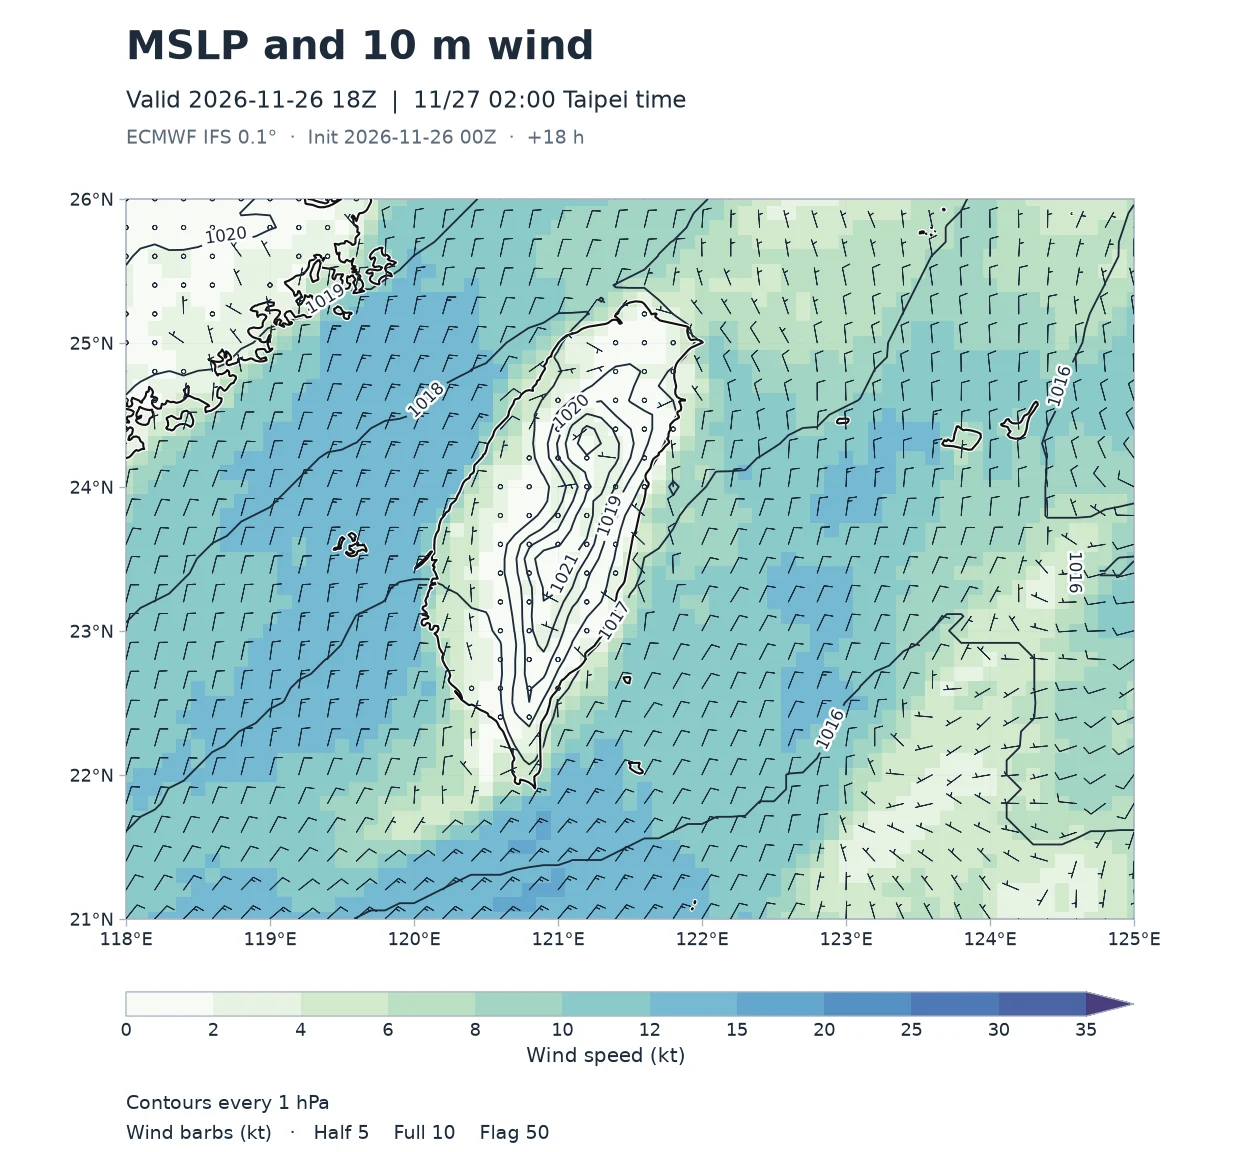 MSLP and 10 m wind
Valid 2026-11-26 18Z | 11/27 02:00 Taipei time
ECMWF IFS 0.1° · Init 2026-11-26 00Z · +18 h
26°N
25°N
24°N
23°N
22°N
21°N
1020
1019
1018
1020
1019
1021
1017
1016
1016
1016
118°E 119°E 120°E 121°E 122°E 123°E 124°E 125°E
0 2 4 6 8 10 12 15 20 25 30 35
Wind speed (kt)
Contours every 1 hPa
Wind barbs (kt) · Half 5 Full 10 Flag 50